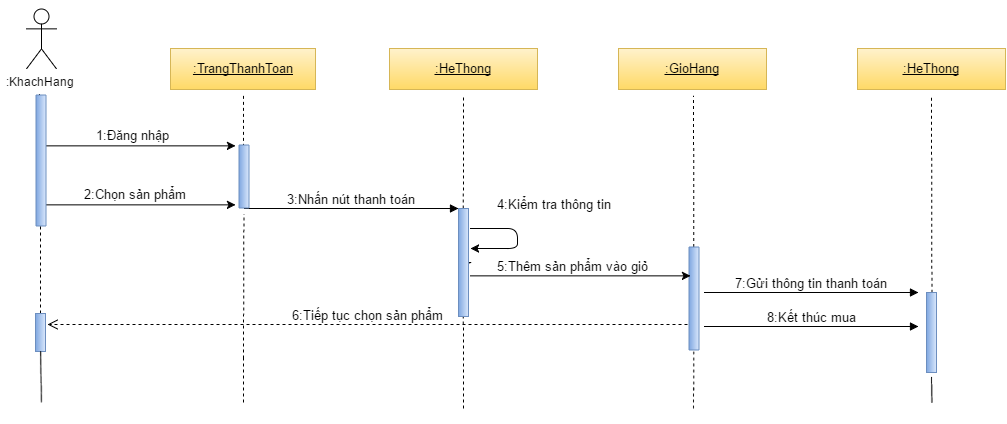 :KhachHang
:TrangThanhToan
:HeThong
:GioHang
:HeThong
1:Đăng nhập
2:Chọn sản phẩm
3:Nhấn nút thanh toán
4:Kiểm tra thông tin
5:Thêm sản phẩm vào giỏ
7:Gửi thông tin thanh toán
6:Tiếp tục chọn sản phẩm
8:Kết thúc mua